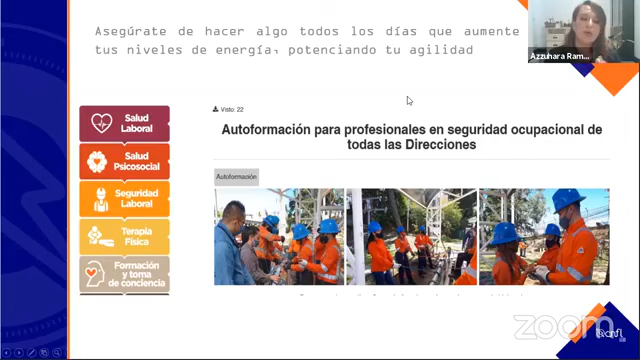 Asegúrate de hacer algo todos los días que aumente
tus niveles de energía, potenciando tu agilidad
Azzuhara Ram...
Visto: 22
Autoformación para profesionales en seguridad ocupacional de
todas las Direcciones
Autoformación
Salud
Laboral
Salud
Psicosocial
Seguridad
Laboral
Terapia
Física
Formación y
toma
de conciencia
zoom